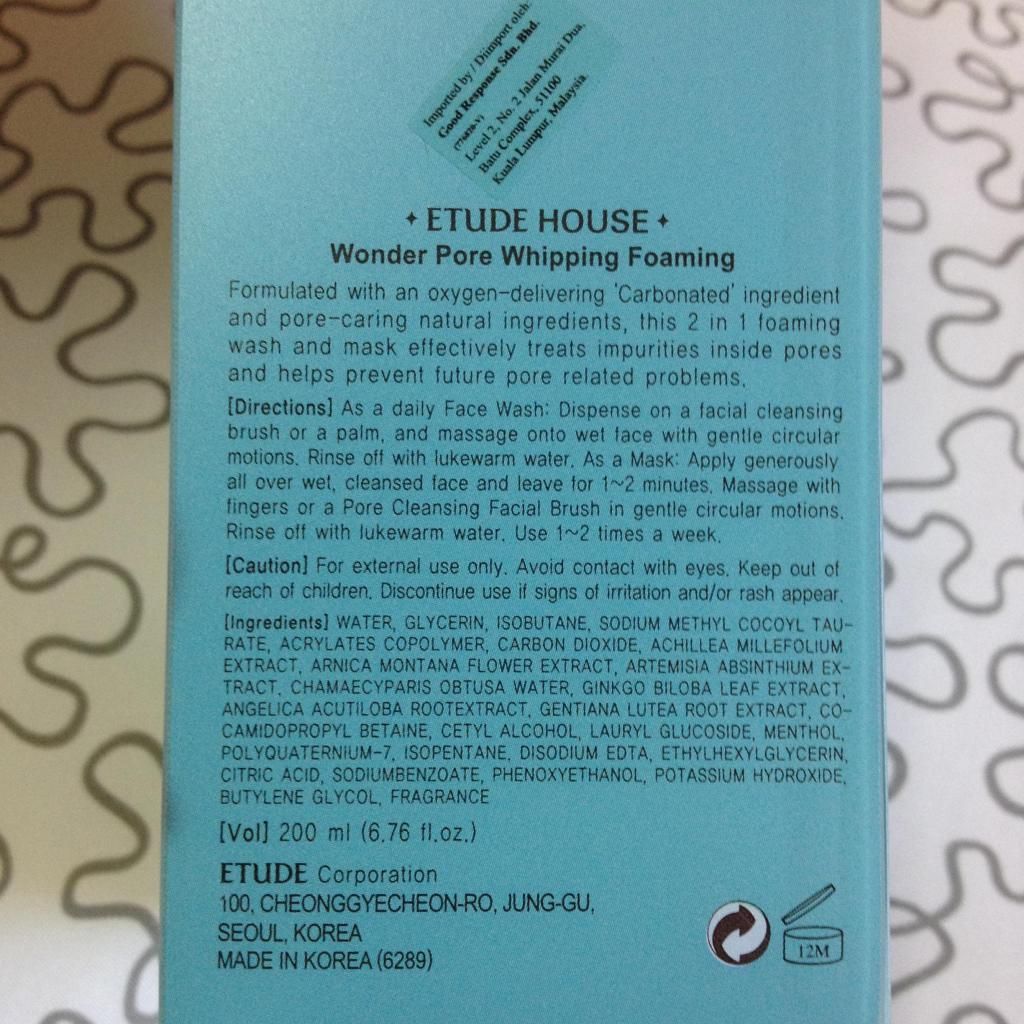 Imported by / Diimport oleh:
Good Response Sdn. Bhd.
Level 2, No. 2 Jalan Murai Dua,
Batu Complex, 51100
Kuala Lumpur, Malaysia.
ETUDE HOUSE
Wonder Pore Whipping Foaming
Formulated with an oxygen-delivering 'Carbonated' ingredient
and pore-caring natural ingredients, this 2 in 1 foaming
wash and mask effectively treats impurities inside pores
and helps prevent future pore related problems.
[Directions] As a daily Face Wash: Dispense on a facial cleansing
brush or a palm, and massage onto wet face with gentle circular
motions. Rinse off with lukewarm water. As a Mask: Apply generously
all over wet, cleansed face and leave for 1~2 minutes. Massage with
fingers or a Pore Cleansing Facial Brush in gentle circular motions.
Rinse off with lukewarm water. Use 1~2 times a week.
[Caution] For external use only. Avoid contact with eyes. Keep out of
reach of children. Discontinue use if signs of irritation and/or rash appear.
[Ingredients] WATER, GLYCERIN, ISOBUTANE, SODIUM METHYL COCOYL TAU-
RATE, ACRYLATES COPOLYMER, CARBON DIOXIDE, ACHILLEA MILLEFOLIUM
EXTRACT, ARNICA MONTANA FLOWER EXTRACT, ARTEMISIA ABSINTHIUM EX-
TRACT, CHAMAECYPARIS OBTUSA WATER, GINKGO BILOBA LEAF EXTRACT,
ANGELICA ACUTILOBA ROOTEXTRACT, GENTIANA LUTEA ROOT EXTRACT, CO-
CAMIDOPROPYL BETAINE, CETYL ALCOHOL, LAURYL GLUCOSIDE, MENTHOL,
POLYQUATERNIUM-7, ISOPENTANE, DISODIUM EDTA, ETHYLHEXYLGLYCERIN,
CITRIC ACID, SODIUMBENZOATE, PHENOXYETHANOL, POTASSIUM HYDROXIDE,
BUTYLENE GLYCOL, FRAGRANCE
[Vol] 200 ml (6.76 fl.oz.)
ETUDE Corporation
100, CHEONGGYECHEON-RO, JUNG-GU,
SEOUL, KOREA
MADE IN KOREA (6289)
12M